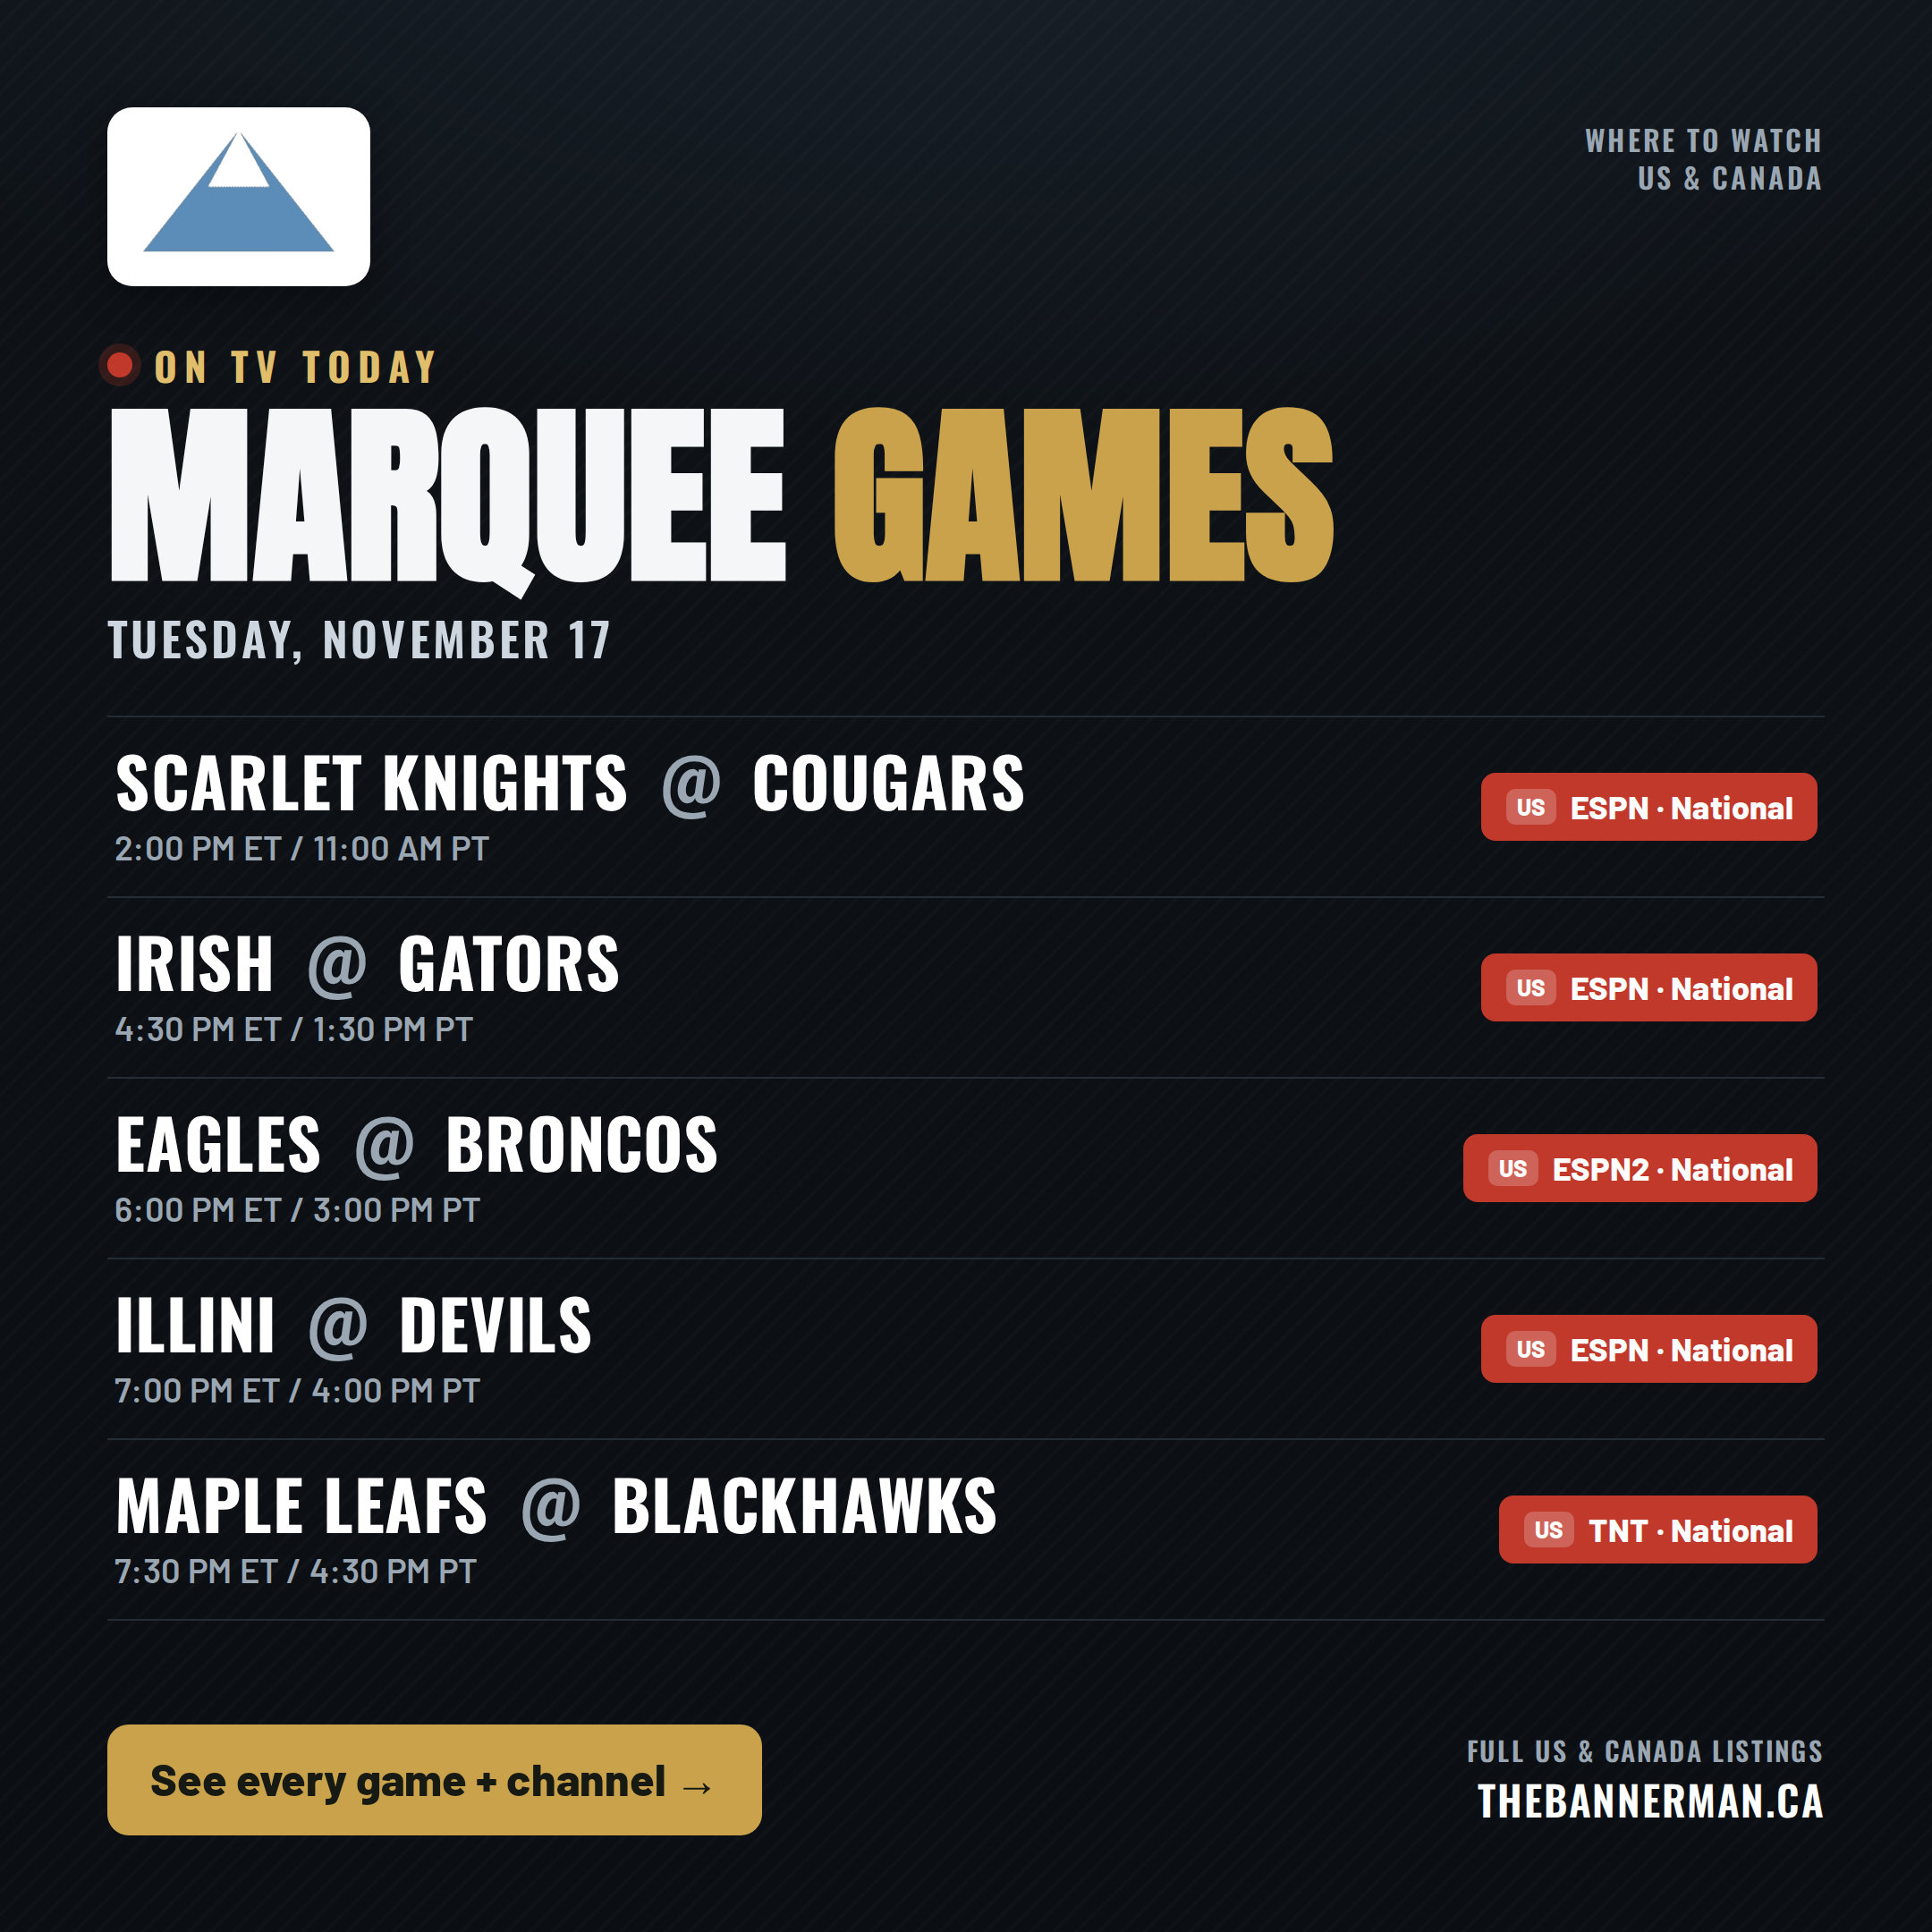 WHERE TO WATCH
US & CANADA
ON TV TODAY
MARQUEE GAMES
TUESDAY, NOVEMBER 17
SCARLET KNIGHTS @ COUGARS
2:00 PM ET / 11:00 AM PT
US ESPN · National
IRISH @ GATORS
4:30 PM ET / 1:30 PM PT
US ESPN · National
EAGLES @ BRONCOS
6:00 PM ET / 3:00 PM PT
US ESPN2 · National
ILLINI @ DEVILS
7:00 PM ET / 4:00 PM PT
US ESPN · National
MAPLE LEAFS @ BLACKHAWKS
7:30 PM ET / 4:30 PM PT
US TNT · National
See every game + channel →
FULL US & CANADA LISTINGS
THEBANNERMAN.CA